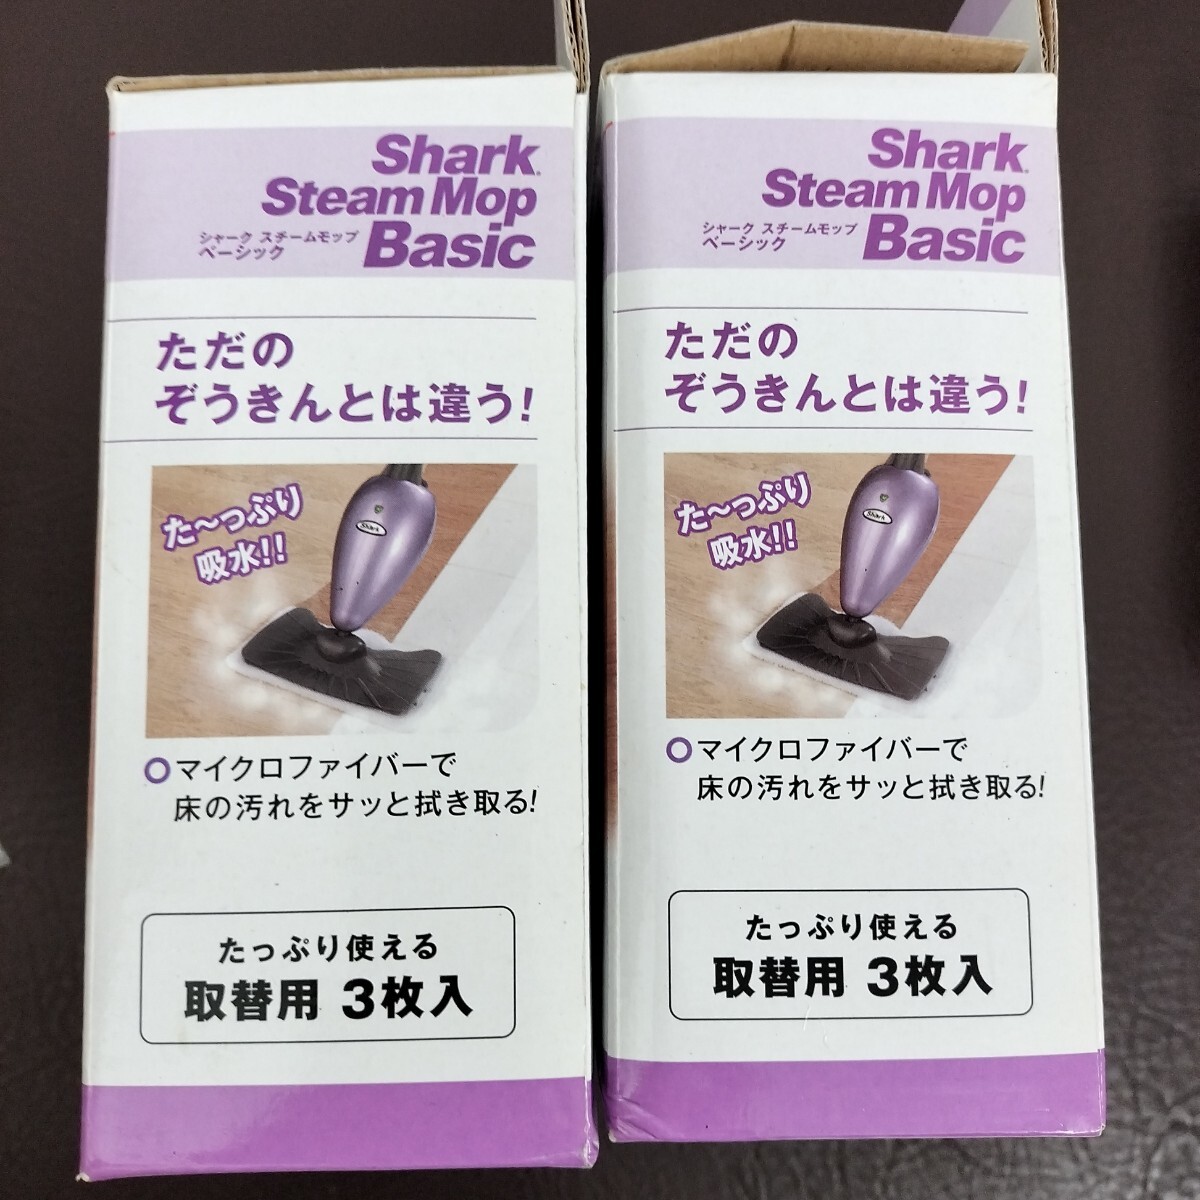 Shark
Steam Mop
シャーク スチームモップ
ベーシック
Basic
ただの
ぞうきんとは違う!
た〜っぷり
吸水!!
Shark
マイクロファイバーで
床の汚れをサッと拭き取る!
たっぷり使える
取替用 3枚入
Shark
Steam Mop
シャーク スチームモップ
ベーシック
Basic
ただの
ぞうきんとは違う!
た〜っぷり
吸水!!
Shark
マイクロファイバーで
床の汚れをサッと拭き取る!
たっぷり使える
取替用 3枚入